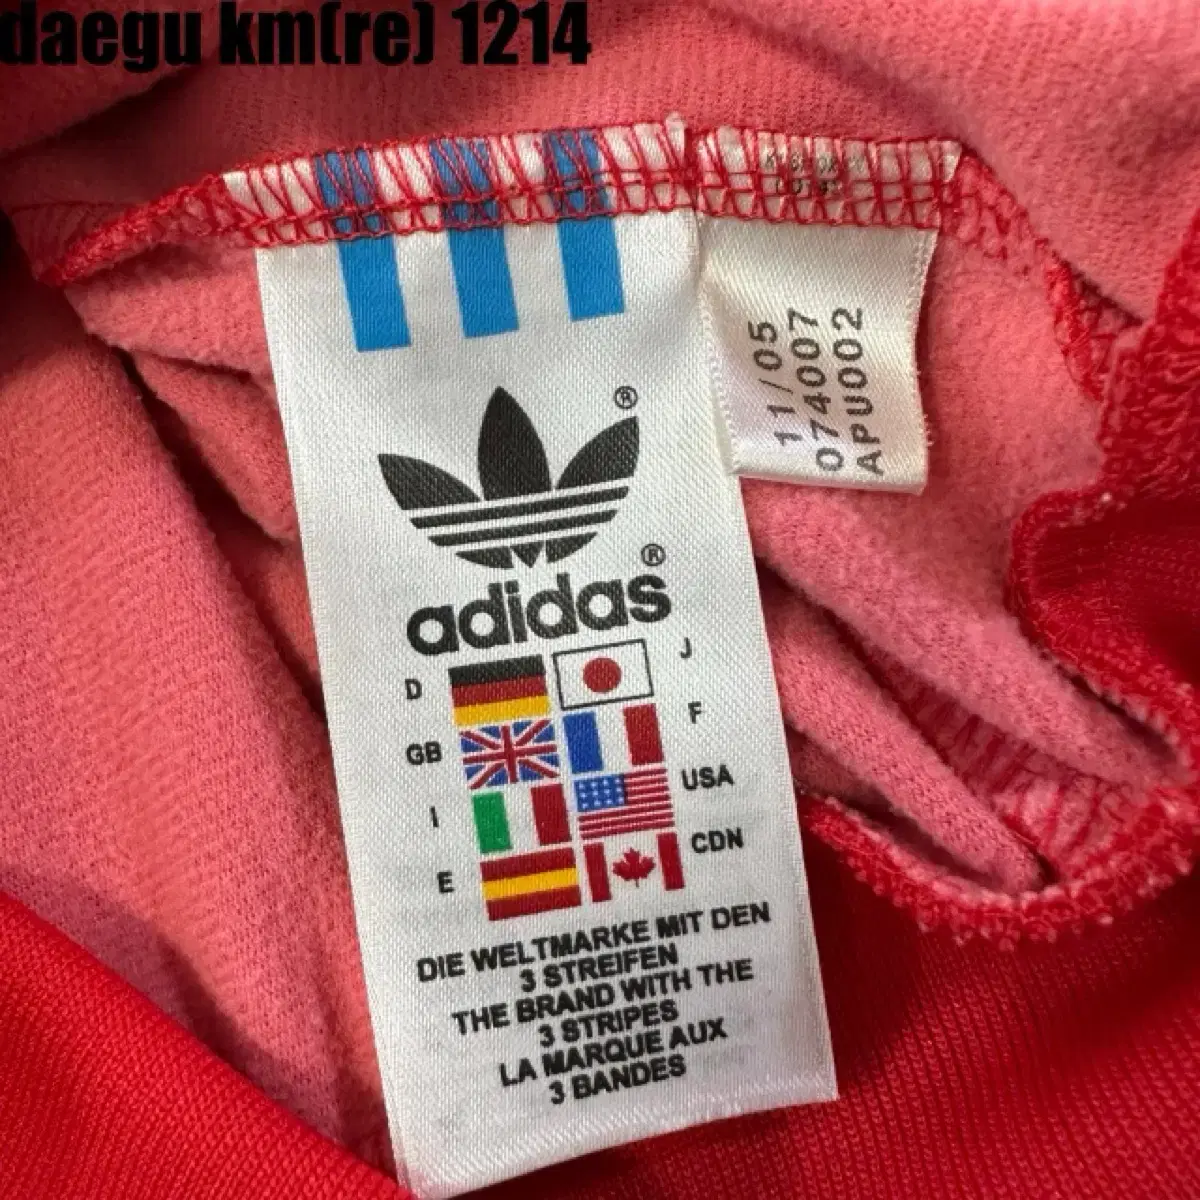 daegu km(re) 1214
11/05
074007
APU002
®
adidas®
D
J
GB
F
I
USA
E
CDN
DIE WELTMARKE MIT DEN
3 STREIFEN
THE BRAND WITH THE
3 STRIPES
LA MARQUE AUX
3 BANDES